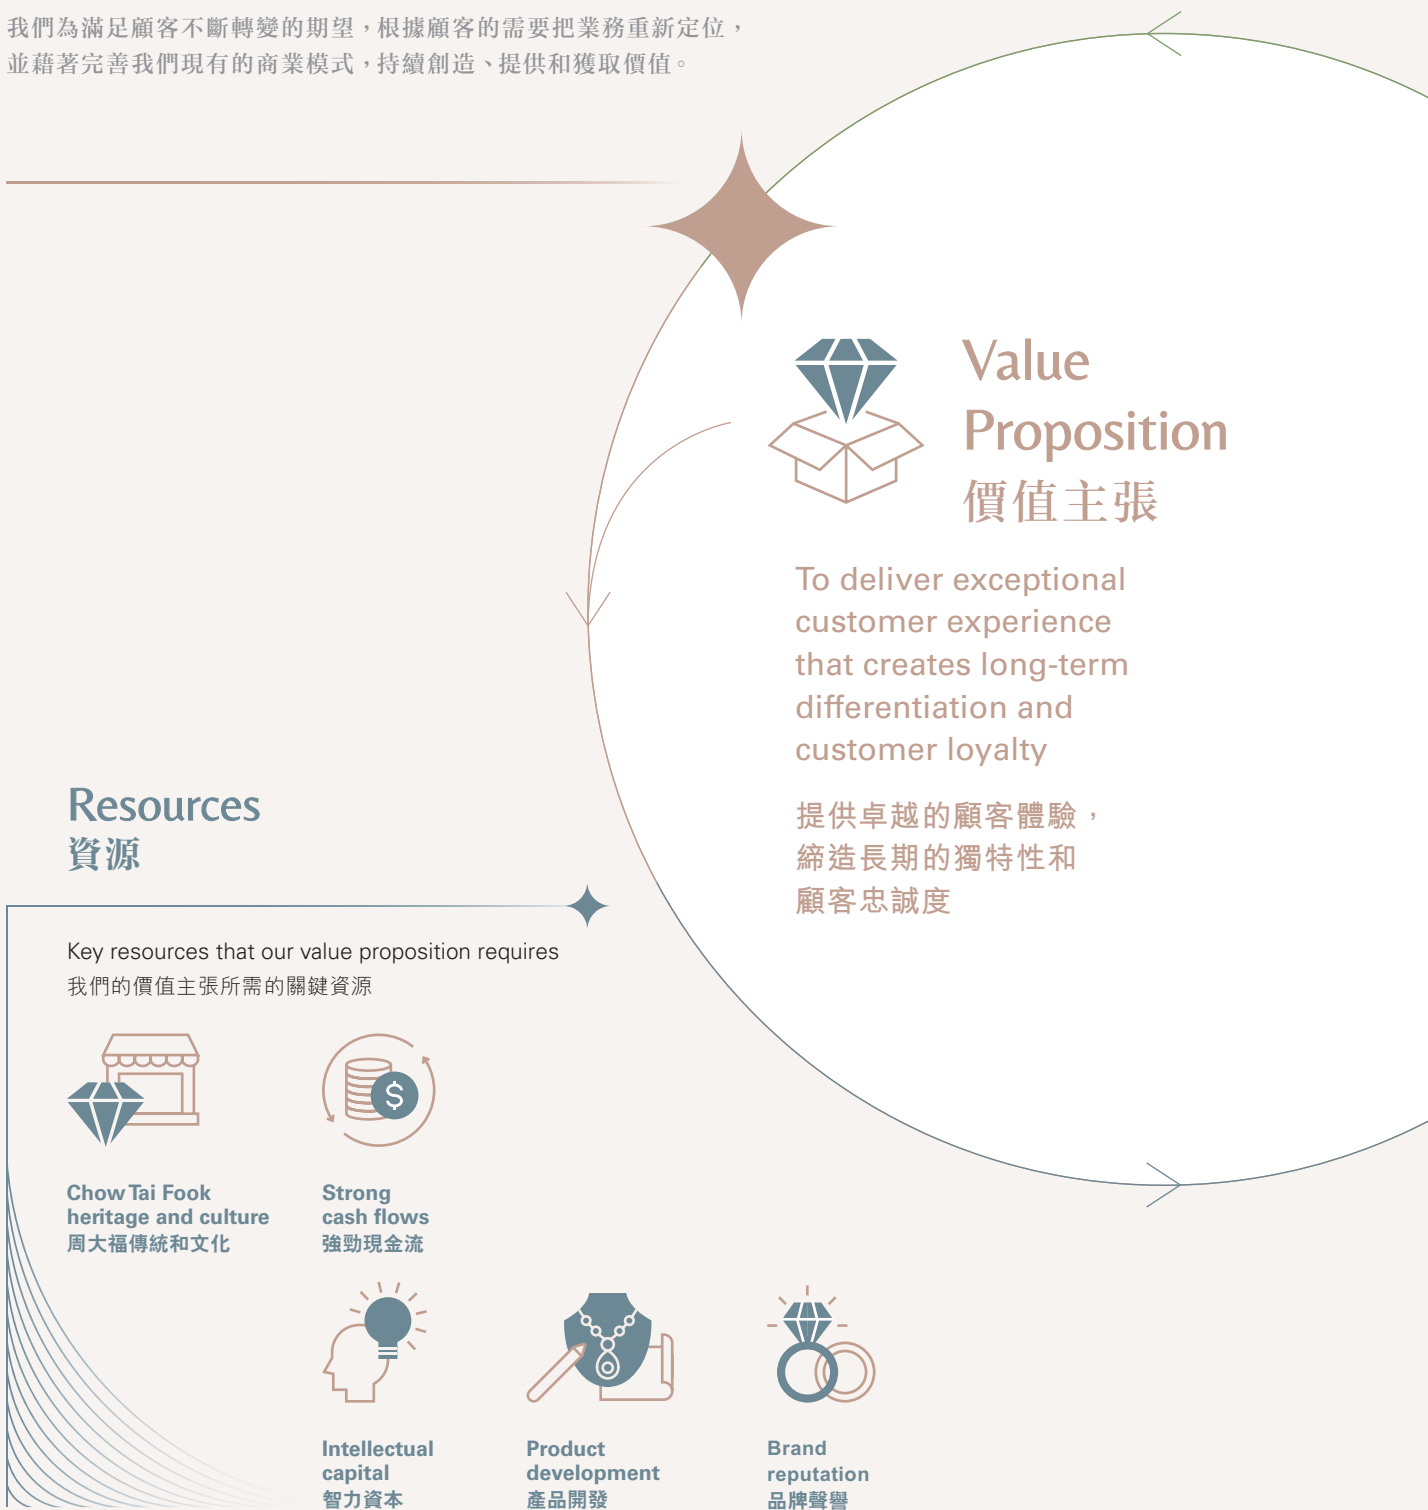 我們為滿足顧客不斷轉變的期望，根據顧客的需要把業務重新定位，
並藉著完善我們現有的商業模式，持續創造、提供和獲取價值。
Value
Proposition
價值主張
To deliver exceptional
customer experience
that creates long-term
differentiation and
customer loyalty
提供卓越的顧客體驗，
締造長期的獨特性和
顧客忠誠度
Resources
資源
Key resources that our value proposition requires
我們的價值主張所需的關鍵資源
$
Chow Tai Fook
heritage and culture
周大福傳統和文化
Strong
cash flows
強勁現金流
Intellectual
capital
智力資本
Product
development
產品開發
Brand
reputation
品牌聲譽